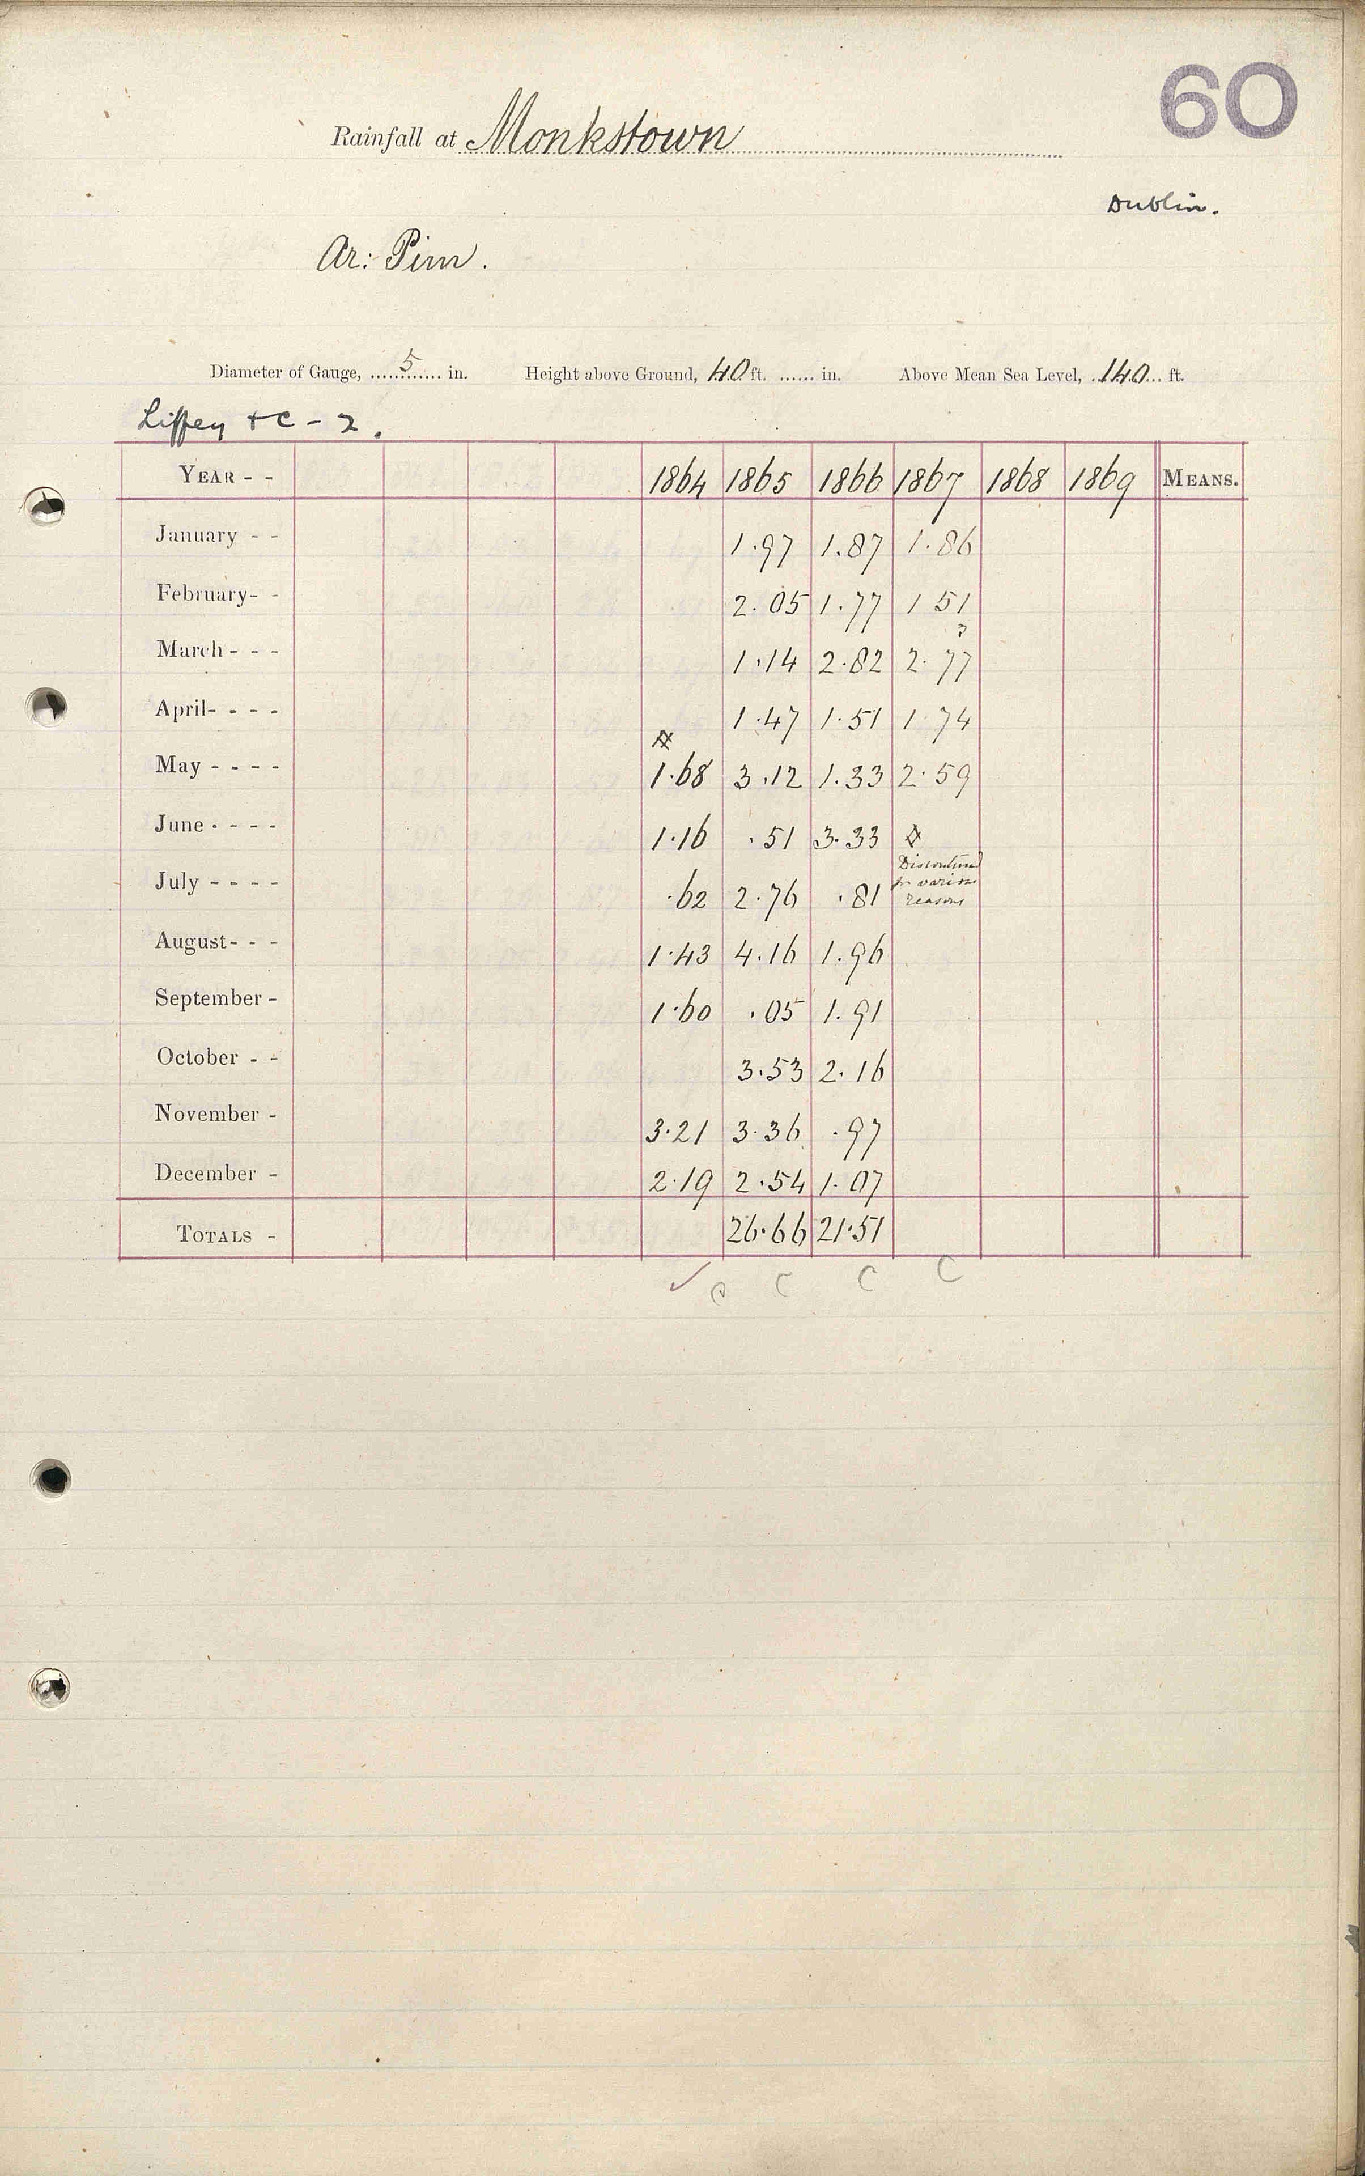 60
Rainfall at Monkstown
Dublin.
Ar: Pim.
Diameter of Gauge, 5 in. Height above Ground, 40 ft. in. Above Mean Sea Level, 140 ft.
Liffey + C - 2.
YEAR - - 1864 1865 1866 1867 1868 1869 MEANS.
January - - 1.97 1.87 1.86
February - - 2.05 1.77 1 51
?
March - - - 1.14 2.82 2.77
April - - - - 1.47 1.51 1.74
May - - - - 1.68 3.12 1.33 2.59
June - - - - 1.16 .51 3.33
Discontinued
for various
July - - - - .62 2.76 .81 reasons
August - - - 1.43 4.16 1.96
September - 1.60 .05 1.91
October - - 3.53 2.16
November - 3.21 3.36 .97
December - 2.19 2.54 1.07
TOTALS - 26.66 21.51
C C C C